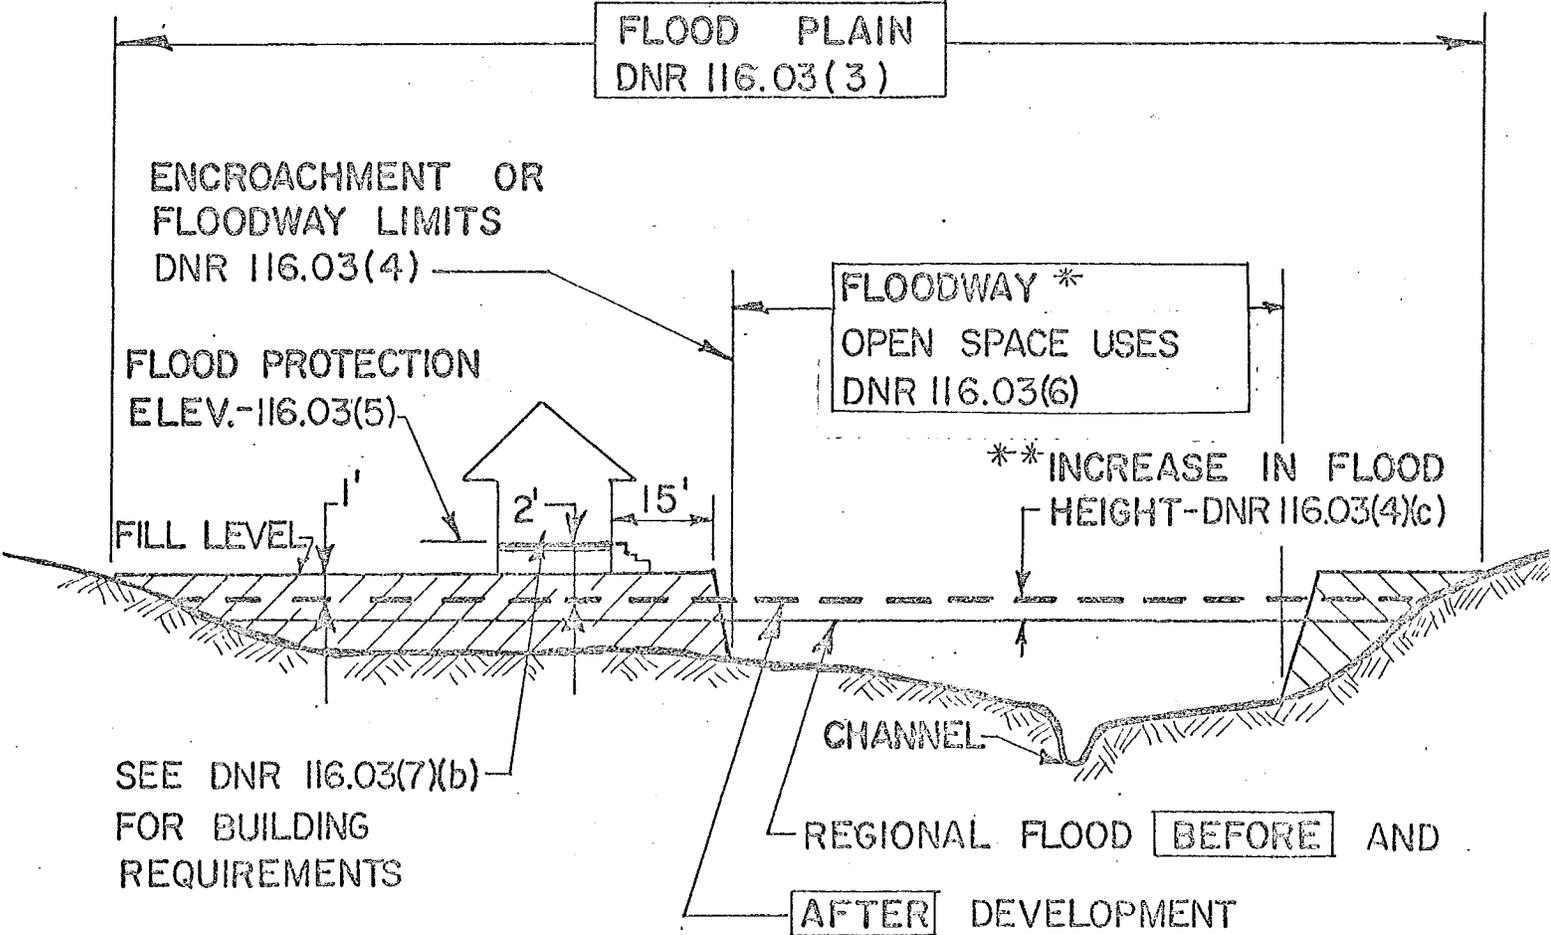 FLOOD PLAIN
DNR 116.03(3)
ENCROACHMENT OR
FLOODWAY LIMITS
DNR 116.03(4)
FLOODWAY *
OPEN SPACE USES
DNR 116.03(6)
FLOOD PROTECTION
ELEV.-116.03(5)
** INCREASE IN FLOOD
HEIGHT-DNR 116.03(4)(c)
1'
2'
15'
FILL LEVEL
CHANNEL
SEE DNR 116.03(7)(b)
FOR BUILDING
REQUIREMENTS
REGIONAL FLOOD BEFORE AND
AFTER DEVELOPMENT